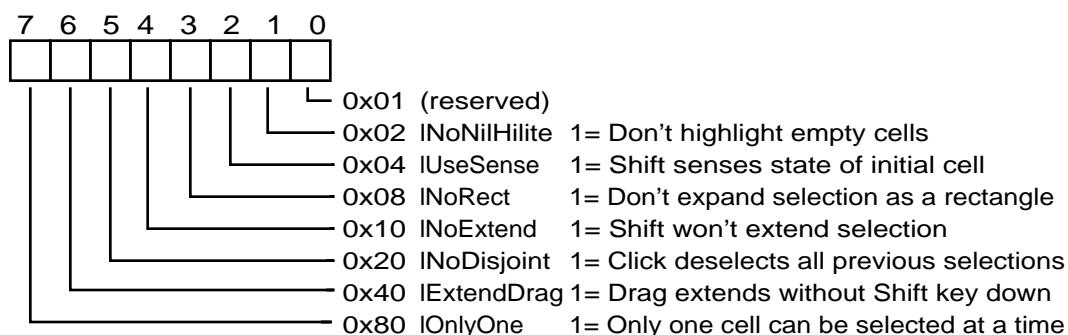 7 6 5 4 3 2 1 0
0x01 (reserved)
0x02 lNoNilHilite 1= Don’t highlight empty cells
0x04 lUseSense 1= Shift senses state of initial cell
0x08 lNoRect 1= Don’t expand selection as a rectangle
0x10 lNoExtend 1= Shift won’t extend selection
0x20 lNoDisjoint 1= Click deselects all previous selections
0x40 lExtendDrag 1= Drag extends without Shift key down
0x80 lOnlyOne 1= Only one cell can be selected at a time